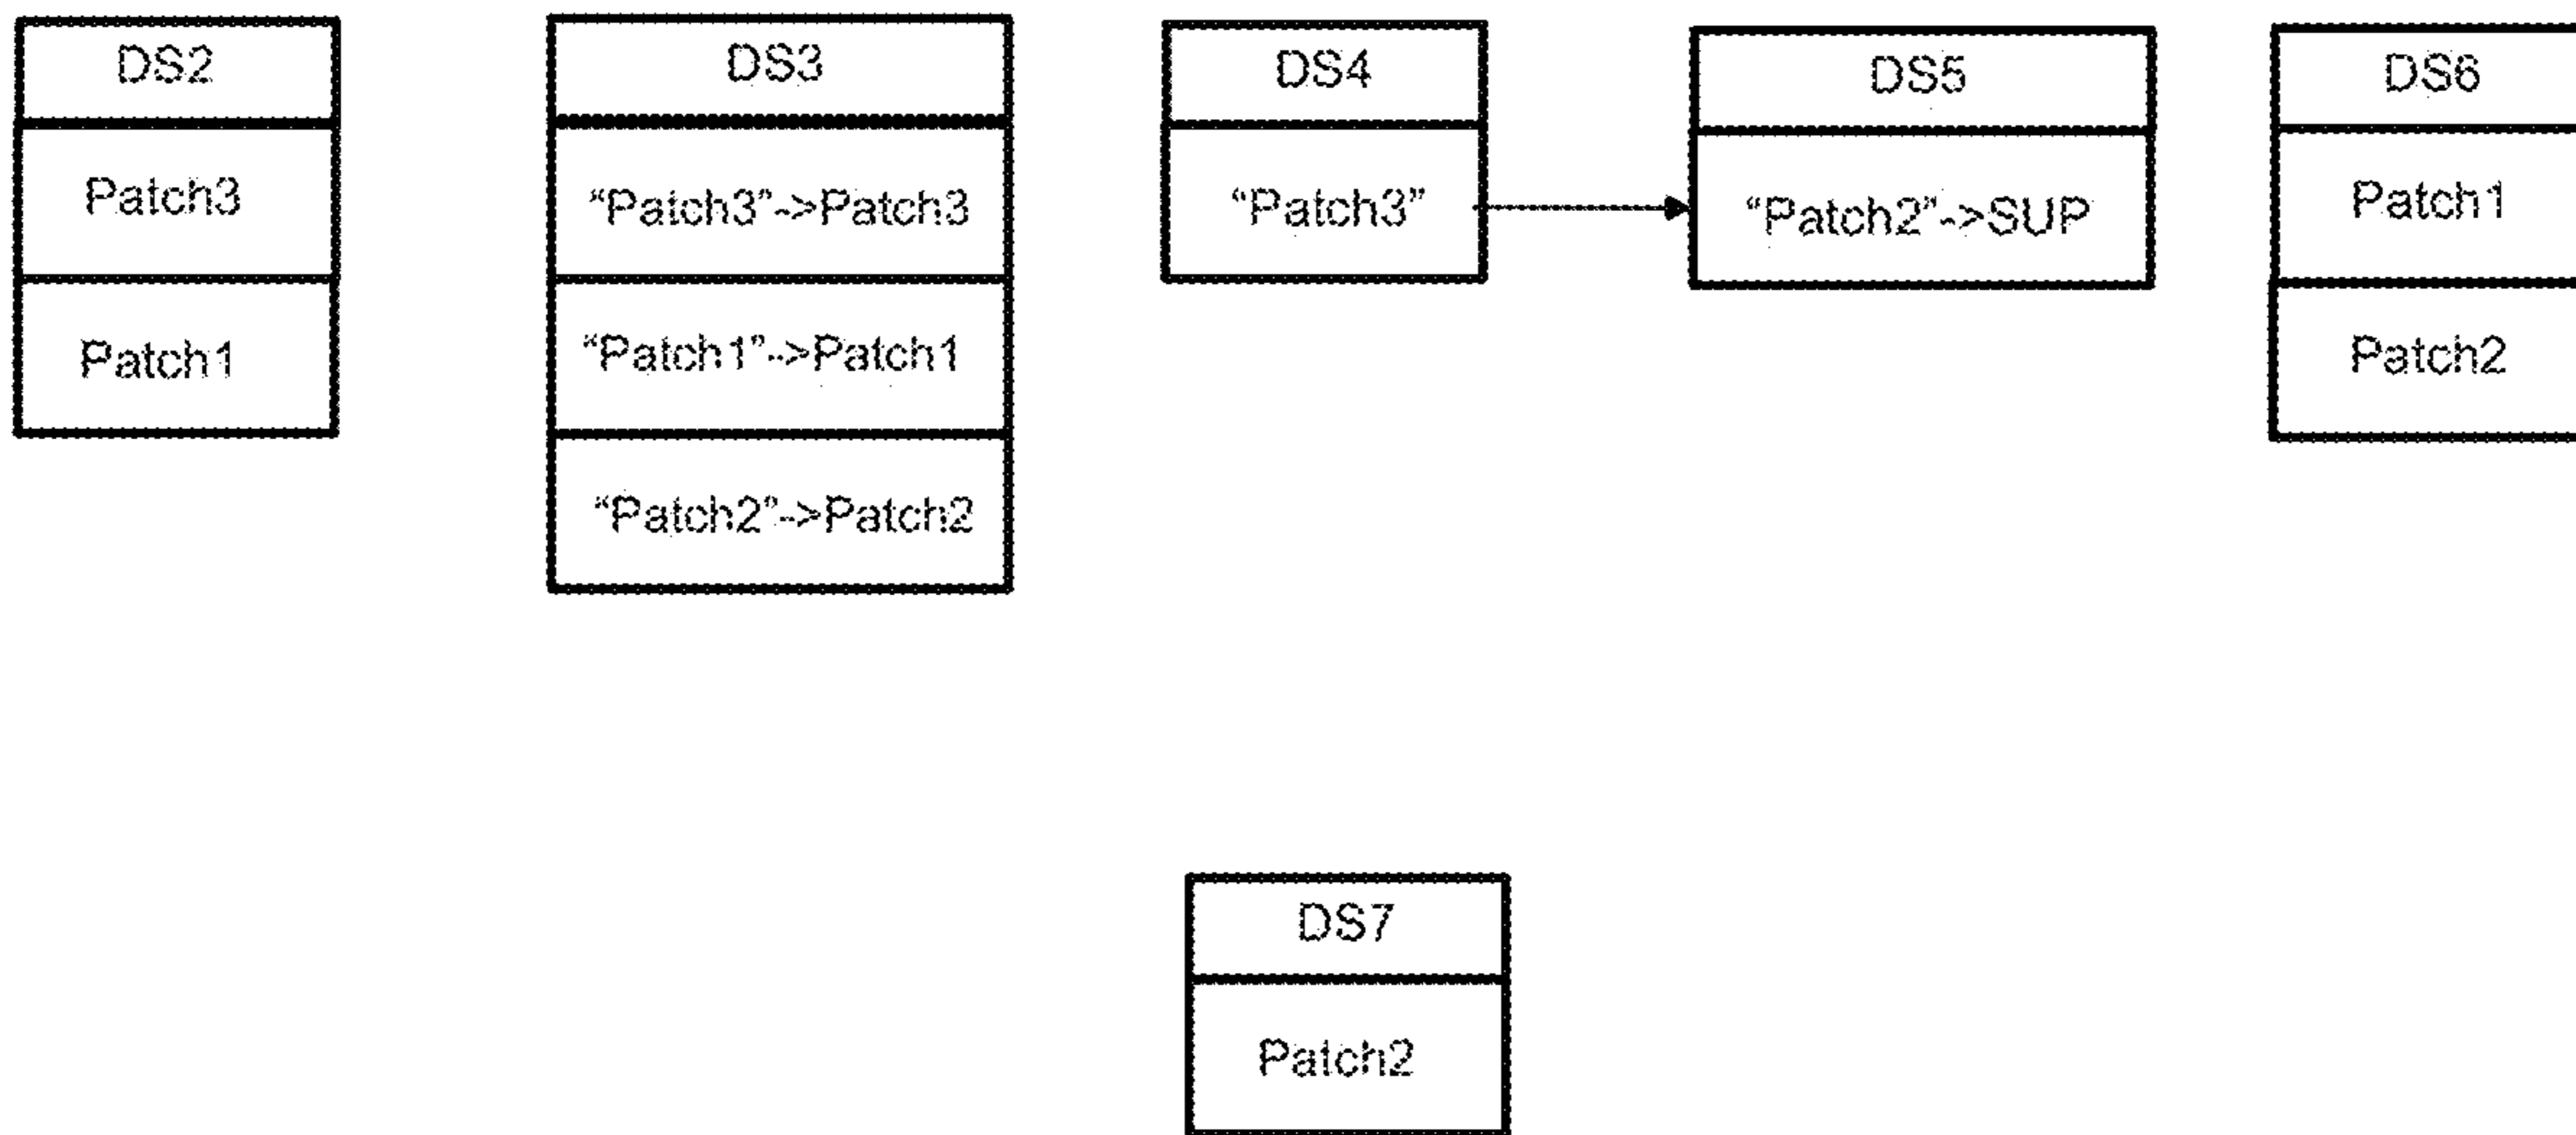 DS2
Patch3
Patch1
DS3
“Patch3”->Patch3
“Patch1”->Patch1
“Patch2”->Patch2
DS4
“Patch3”
DS5
“Patch2”->SUP
DS6
Patch1
Patch2
DS7
Patch2